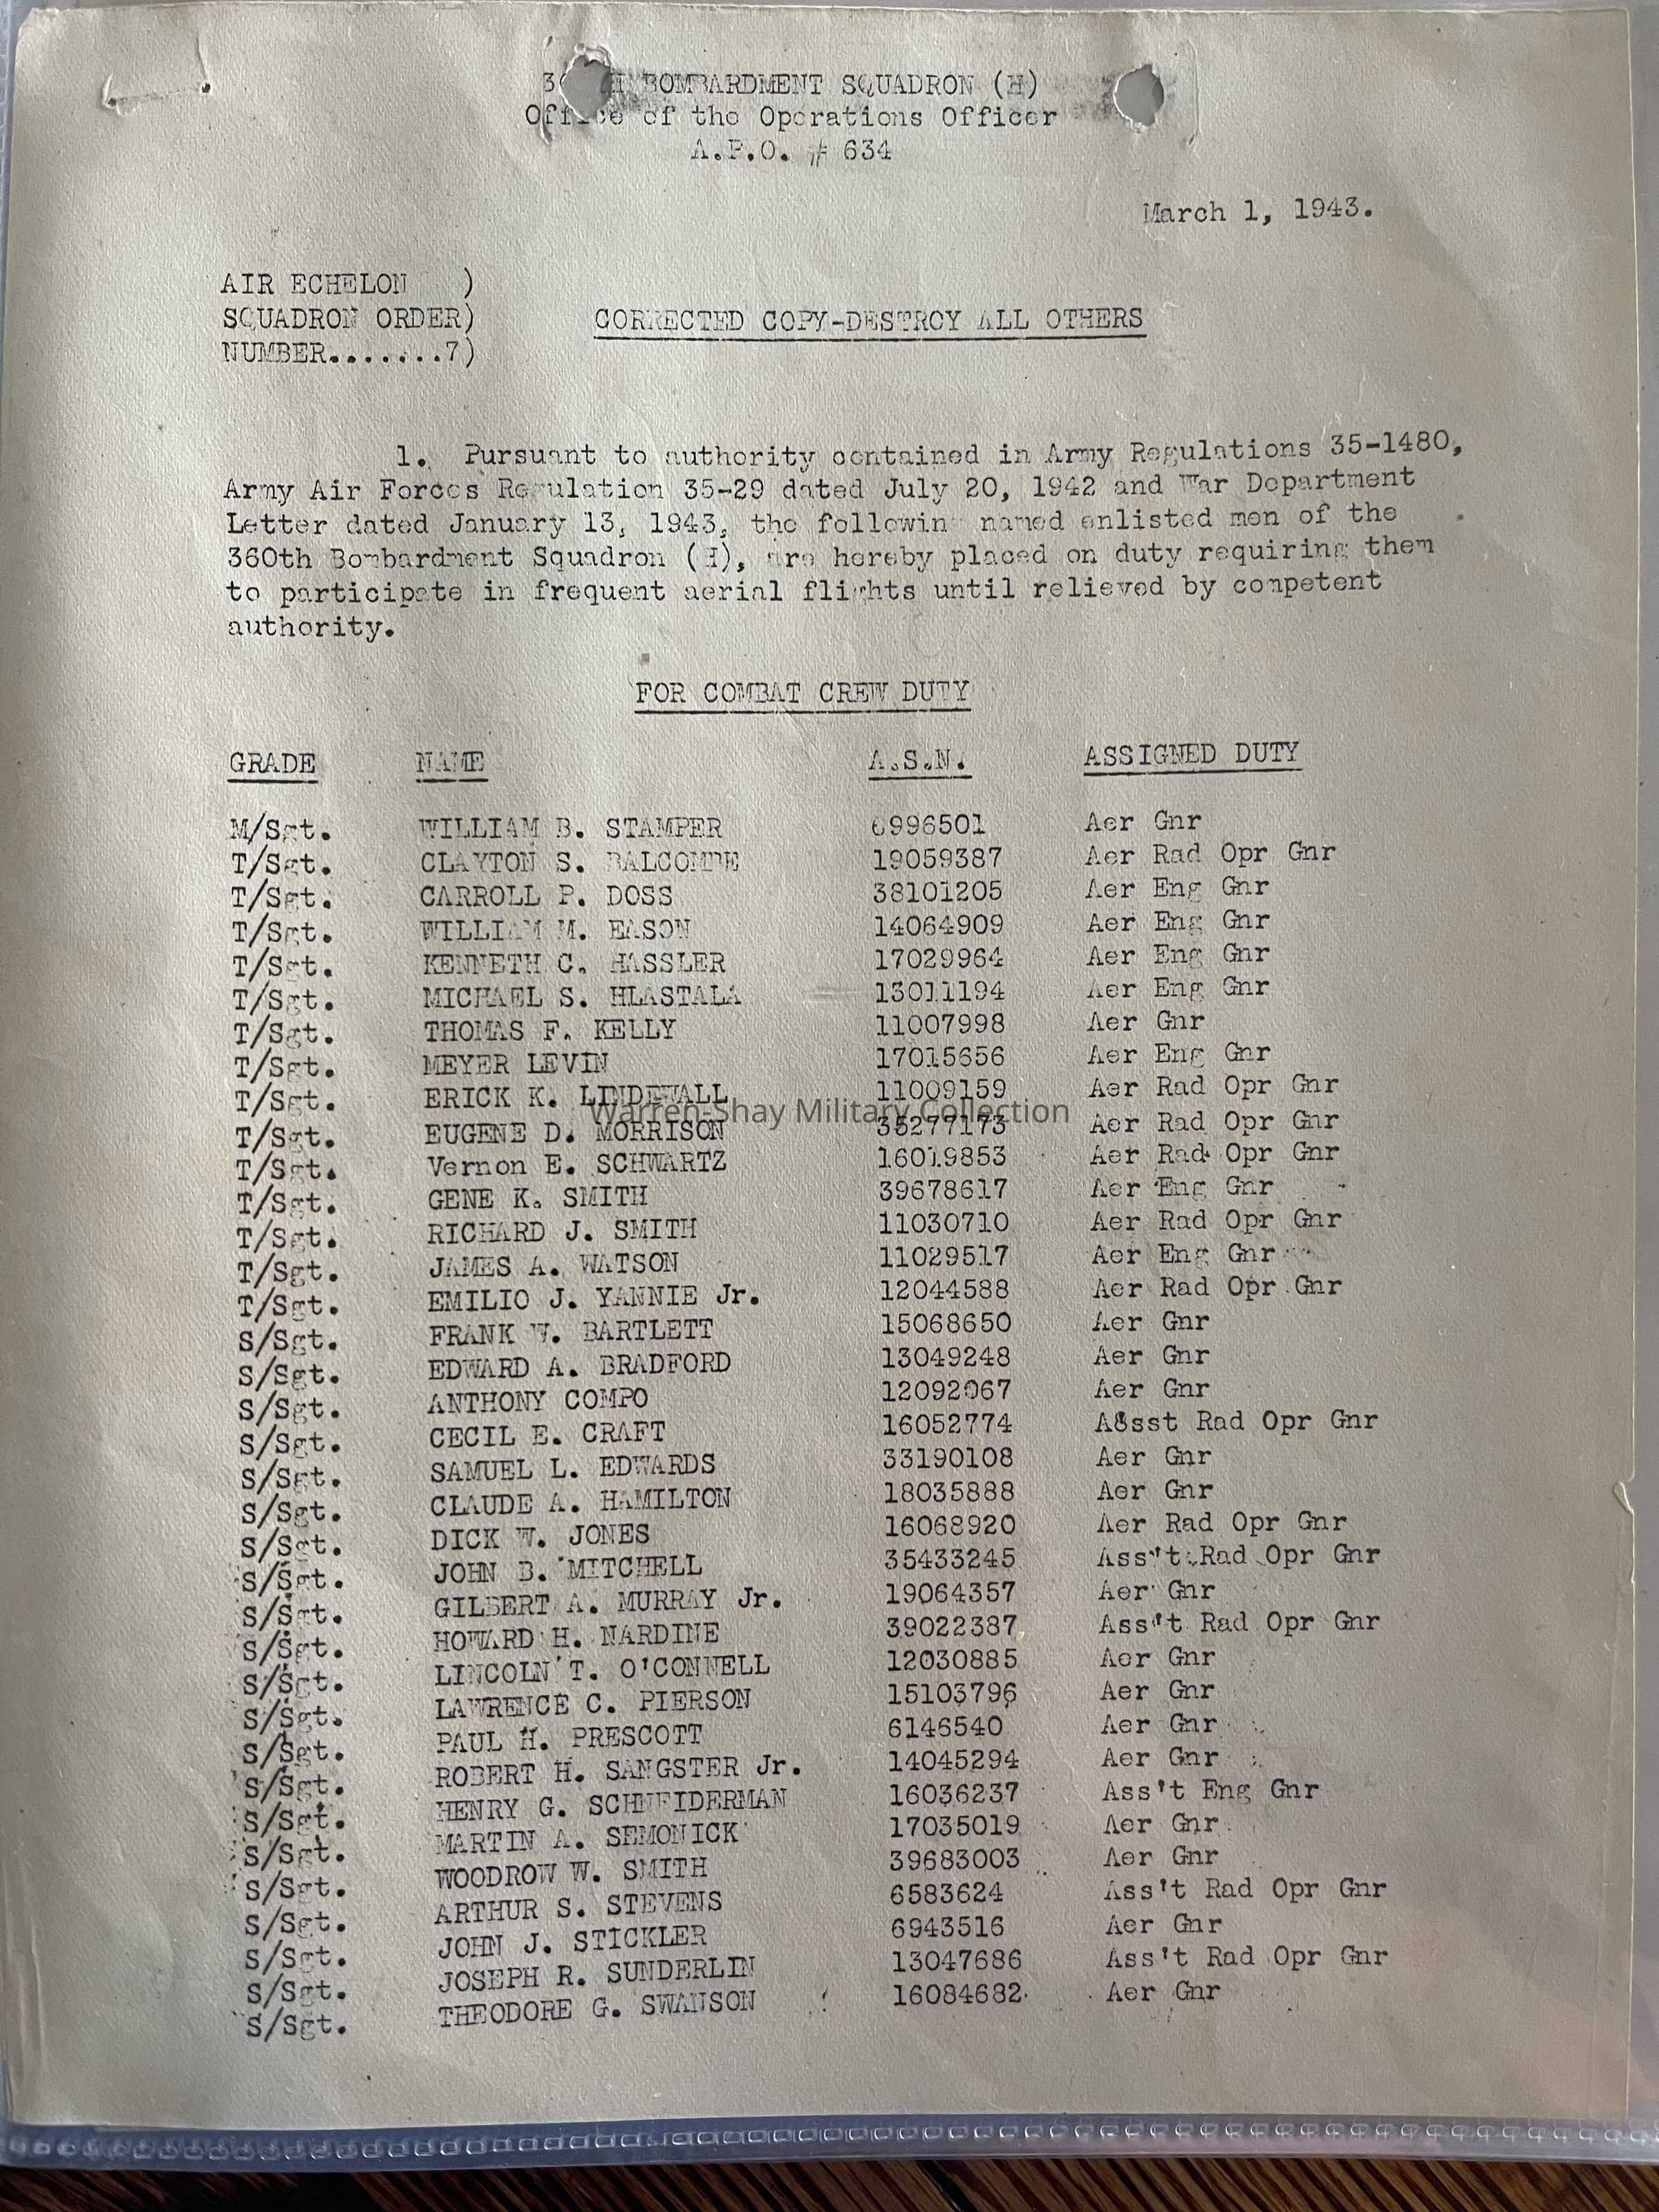 BOMBARDMENT SQUADRON (H)
Office of the Operations Officer
A.P.O. # 634
March 1, 1943.
AIR ECHELON )
SQUADRON ORDER)
NUMBER.......7)
CORRECTED COPY-DESTROY ALL OTHERS
1. Pursuant to authority contained in Army Regulations 35-1480,
Army Air Forces Regulation 35-29 dated July 20, 1942 and War Department
Letter dated January 13, 1943, the following named enlisted men of the
360th Bombardment Squadron (H), are hereby placed on duty requiring them
to participate in frequent aerial flights until relieved by competent
authority.
FOR COMBAT CREW DUTY
GRADE NAME A.S.N. ASSIGNED DUTY
M/Sgt. WILLIAM B. STAMPER 6996501 Aer Gnr
T/Sgt. CLAYTON S. BALCOMBE 19059387 Aer Rad Opr Gnr
T/Sgt. CARROLL P. DOSS 38101205 Aer Eng Gnr
T/Sgt. WILLIAM M. EASON 14064909 Aer Eng Gnr
T/Sgt. KENNETH C. HASSLER 17029964 Aer Eng Gnr
T/Sgt. MICHAEL S. HLASTALA 13011194 Aer Eng Gnr
T/Sgt. THOMAS F. KELLY 11007998 Aer Gnr
T/Sgt. MEYER LEVIN 17015656 Aer Eng Gnr
T/Sgt. ERICK K. LINDEWALL 11009159 Aer Rad Opr Gnr
Warren-Shay Military Collection
T/Sgt. EUGENE D. MORRISON 35277173 Aer Rad Opr Gnr
T/Sgt. Vernon E. SCHWARTZ 16019853 Aer Rad Opr Gnr
T/Sgt. GENE K. SMITH 39678617 Aer Eng Gnr
T/Sgt. RICHARD J. SMITH 11030710 Aer Rad Opr Gnr
T/Sgt. JAMES A. WATSON 11029517 Aer Eng Gnr
T/Sgt. EMILIO J. YANNIE Jr. 12044588 Aer Rad Opr Gnr
S/Sgt. FRANK W. BARTLETT 15068650 Aer Gnr
S/Sgt. EDWARD A. BRADFORD 13049248 Aer Gnr
S/Sgt. ANTHONY COMPO 12092067 Aer Gnr
S/Sgt. CECIL E. CRAFT 16052774 A8sst Rad Opr Gnr
S/Sgt. SAMUEL L. EDWARDS 33190108 Aer Gnr
S/Sgt. CLAUDE A. HAMILTON 18035888 Aer Gnr
S/Sgt. DICK W. JONES 16068920 Aer Rad Opr Gnr
S/Sgt. JOHN B. MITCHELL 35433245 Ass't Rad Opr Gnr
S/Sgt. GILBERT A. MURRAY Jr. 19064357 Aer Gnr
S/Sgt. HOWARD H. NARDINE 39022387 Ass't Rad Opr Gnr
S/Sgt. LINCOLN T. O'CONNELL 12030885 Aer Gnr
S/Sgt. LAWRENCE C. PIERSON 15103796 Aer Gnr
S/Sgt. PAUL H. PRESCOTT 6146540 Aer Gnr
S/Sgt. ROBERT H. SANGSTER Jr. 14045294 Aer Gnr
S/Sgt. HENRY G. SCHNEIDERMAN 16036237 Ass't Eng Gnr
S/Sgt. MARTIN A. SEMONICK 17035019 Aer Gnr
S/Sgt. WOODROW W. SMITH 39683003 Aer Gnr
S/Sgt. ARTHUR S. STEVENS 6583624 Ass't Rad Opr Gnr
S/Sgt. JOHN J. STICKLER 6943516 Aer Gnr
S/Sgt. JOSEPH R. SUNDERLIN 13047686 Ass't Rad Opr Gnr
S/Sgt. THEODORE G. SWANSON 16084682 Aer Gnr